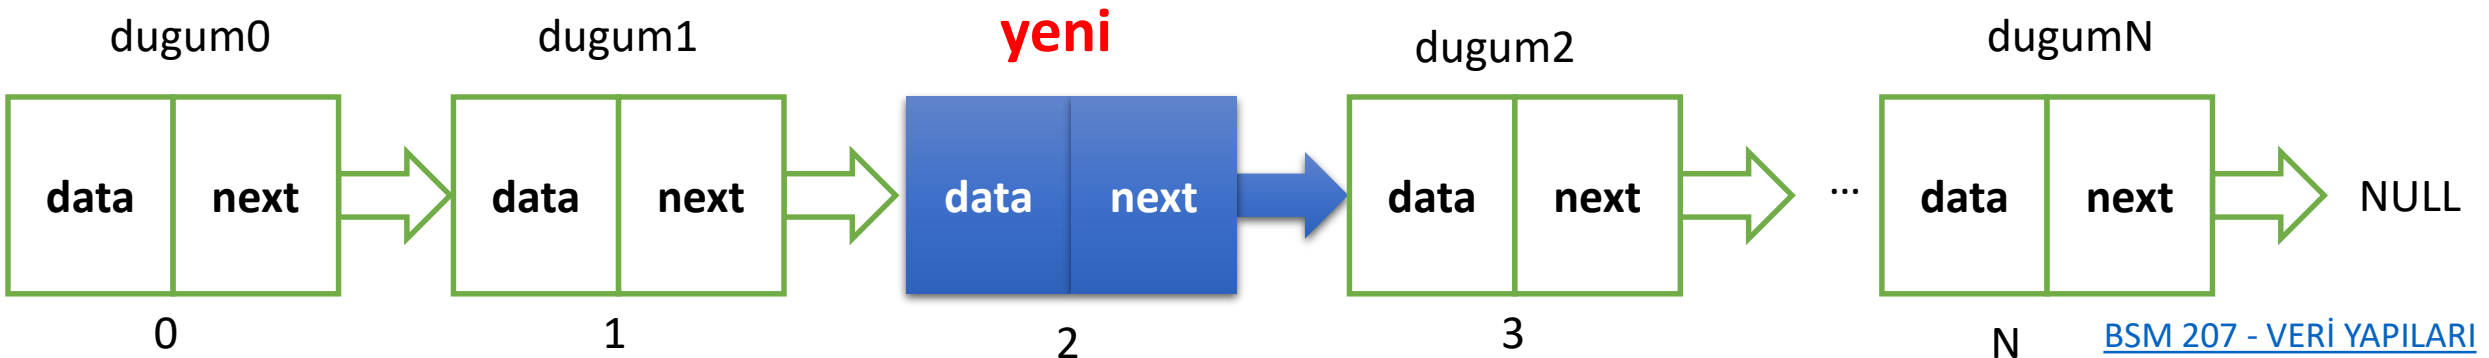 dugum0 dugum1 yeni dugum2 dugumN
data next data next data next data next ... data next NULL
0 1 2 3 N BSM 207 - VERİ YAPILARI